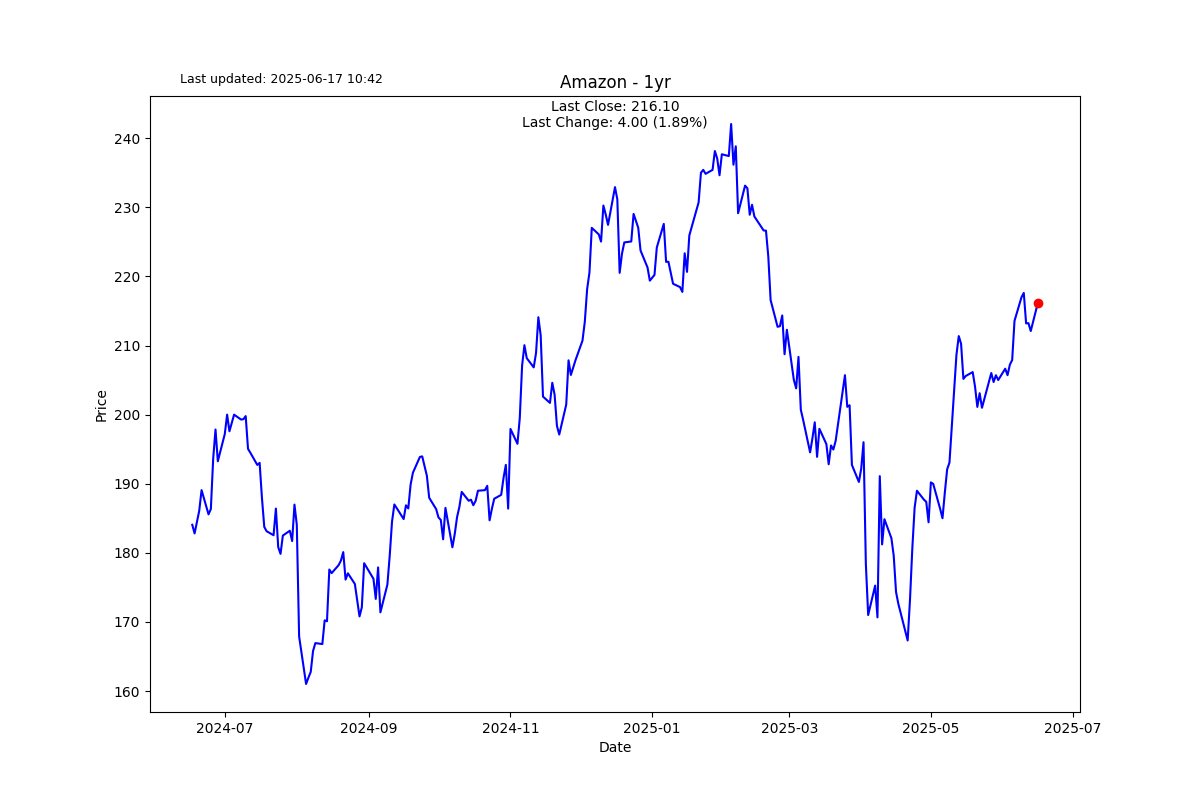 Last updated: 2025-06-17 10:42
Amazon - 1yr
Last Close: 216.10
Last Change: 4.00 (1.89%)
Price
240
230
220
210
200
190
180
170
160
2024-07
2024-09
2024-11
2025-01
2025-03
2025-05
2025-07
Date